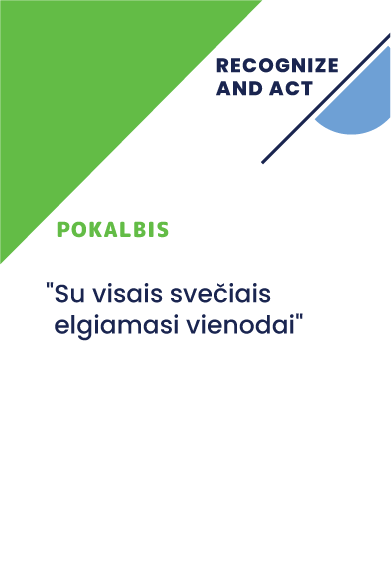 RECOGNIZE
AND ACT
POKALBIS
"Su visais svečiais
elgiamasi vienodai"